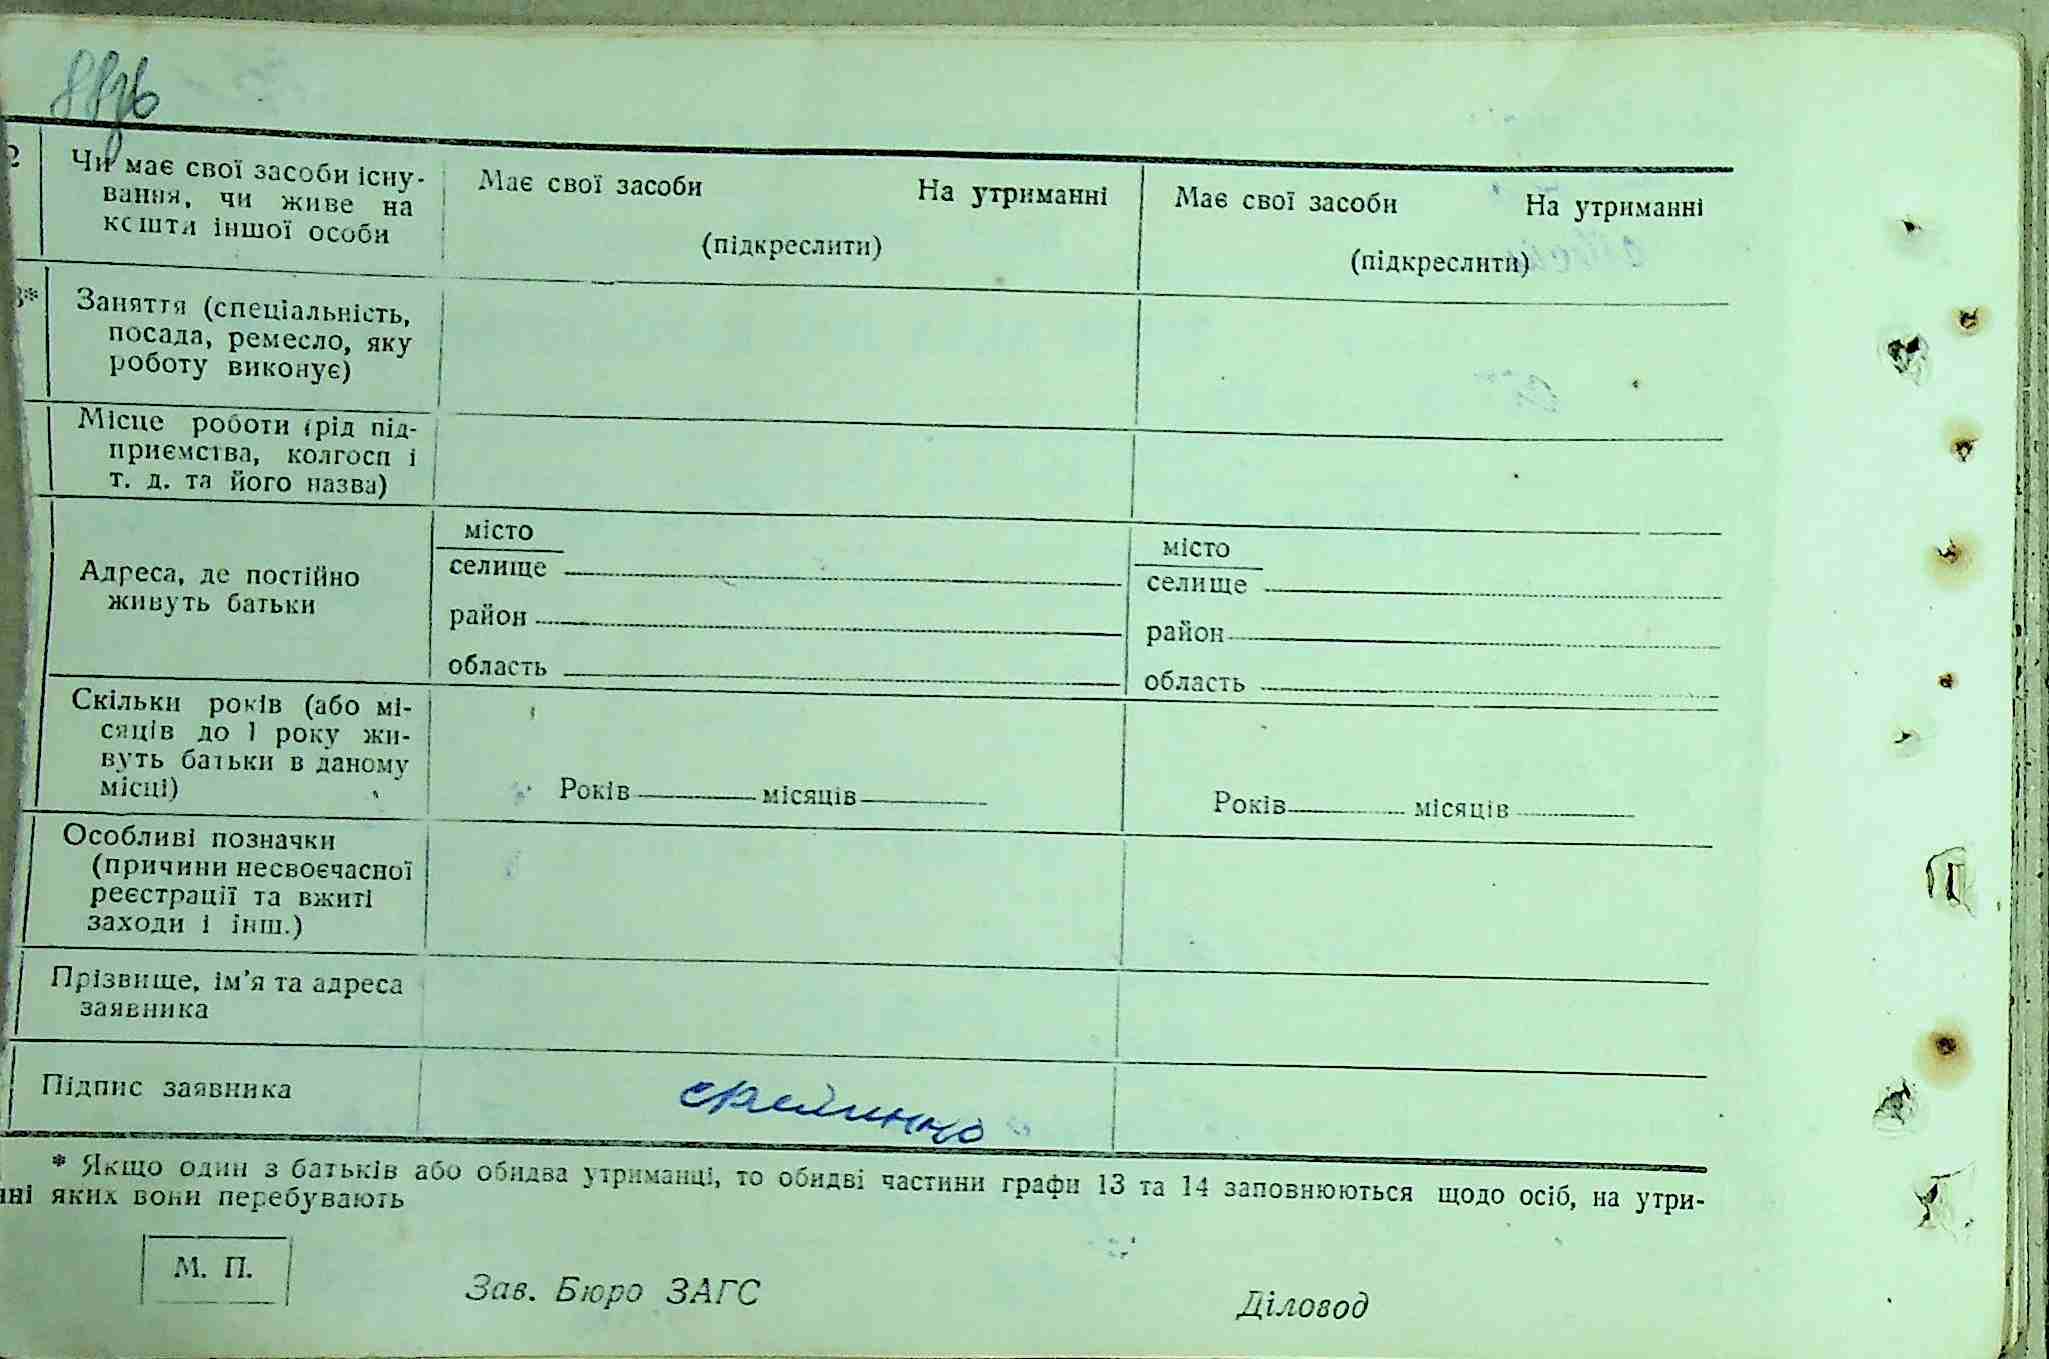 Чи має свої засоби існу-
вання, чи живе на
кошти іншої особи
Має свої засоби На утриманні
(підкреслити)
Має свої засоби На утриманні
(підкреслити)
Заняття (спеціальність,
посада, ремесло, яку
роботу виконує)
Місце роботи (рід під-
приємства, колгосп і
т. д. та його назва)
Адреса, де постійно
живуть батьки
місто
селище
район
область
місто
селище
район
область
Скільки років (або мі-
сяців до 1 року жи-
вуть батьки в даному
місці)
Років місяців
Років місяців
Особливі позначки
(причини несвоєчасної
реєстрації та вжиті
заходи і інш.)
Прізвище, ім’я та адреса
заявника
Підпис заявника
* Якщо один з батьків або обидва утриманці, то обидві частини графи 13 та 14 заповнюються щодо осіб, на утри-
нні яких вони перебувають
М. П.
Зав. Бюро ЗАГС
Діловод